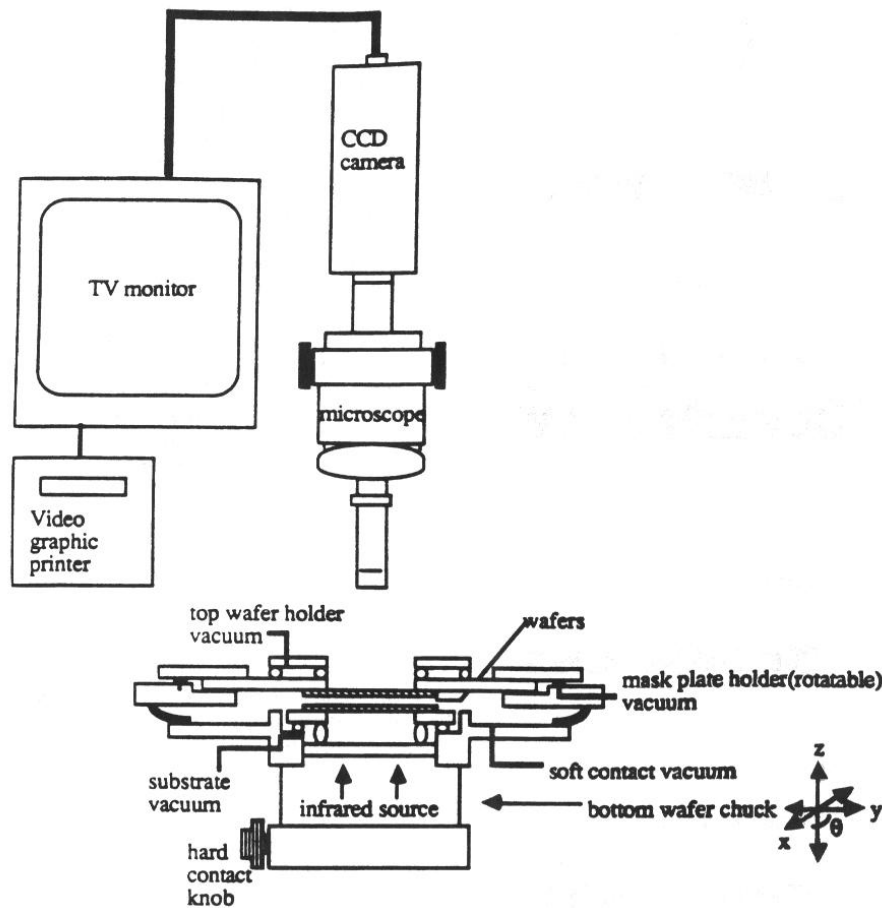 CCD
camera
TV monitor
microscope
Video
graphic
printer
top wafer holder
vacuum
wafers
mask plate holder(rotatable)
vacuum
substrate
vacuum
infrared source
soft contact vacuum
bottom wafer chuck
hard
contact
knob
z
y
x
θ